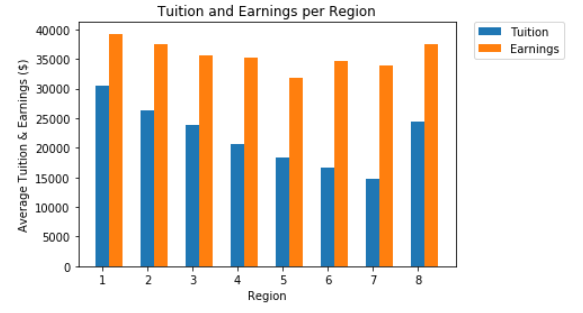 Tuition and Earnings per Region
Tuition
Earnings
Average Tuition & Earnings ($)
40000
35000
30000
25000
20000
15000
10000
5000
0
1 2 3 4 5 6 7 8
Region